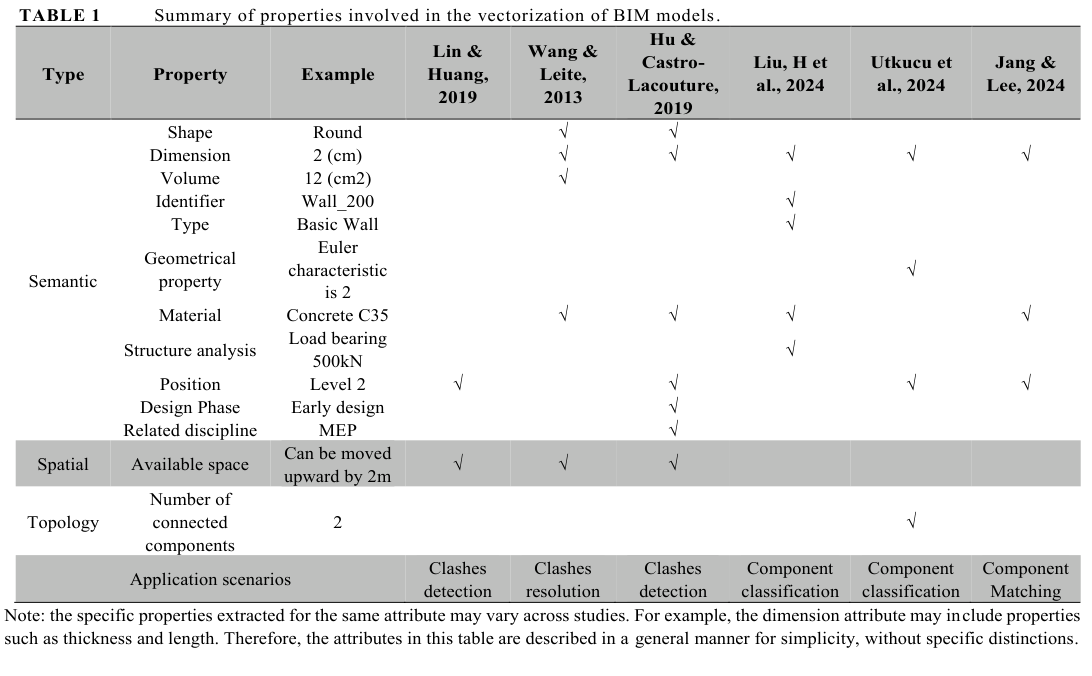 TABLE 1 Summary of properties involved in the vectorization of BIM models.
Type Property Example Lin & Huang, 2019 Wang & Leite, 2013 Hu & Castro-Lacouture, 2019 Liu, H et al., 2024 Utkucu et al., 2024 Jang & Lee, 2024
Semantic
Shape Round √ √
Dimension 2 (cm) √ √ √ √ √
Volume 12 (cm2) √
Identifier Wall_200 √
Type Basic Wall √
Geometrical property Euler characteristic is 2 √
Material Concrete C35 √ √ √ √
Structure analysis Load bearing 500kN √
Position Level 2 √ √ √ √
Design Phase Early design √
Related discipline MEP √
Spatial Available space Can be moved upward by 2m √ √ √
Topology Number of connected components 2 √
Application scenarios Clashes detection Clashes resolution Clashes detection Component classification Component classification Component Matching
Note: the specific properties extracted for the same attribute may vary across studies. For example, the dimension attribute may include properties
such as thickness and length. Therefore, the attributes in this table are described in a general manner for simplicity, without specific distinctions.